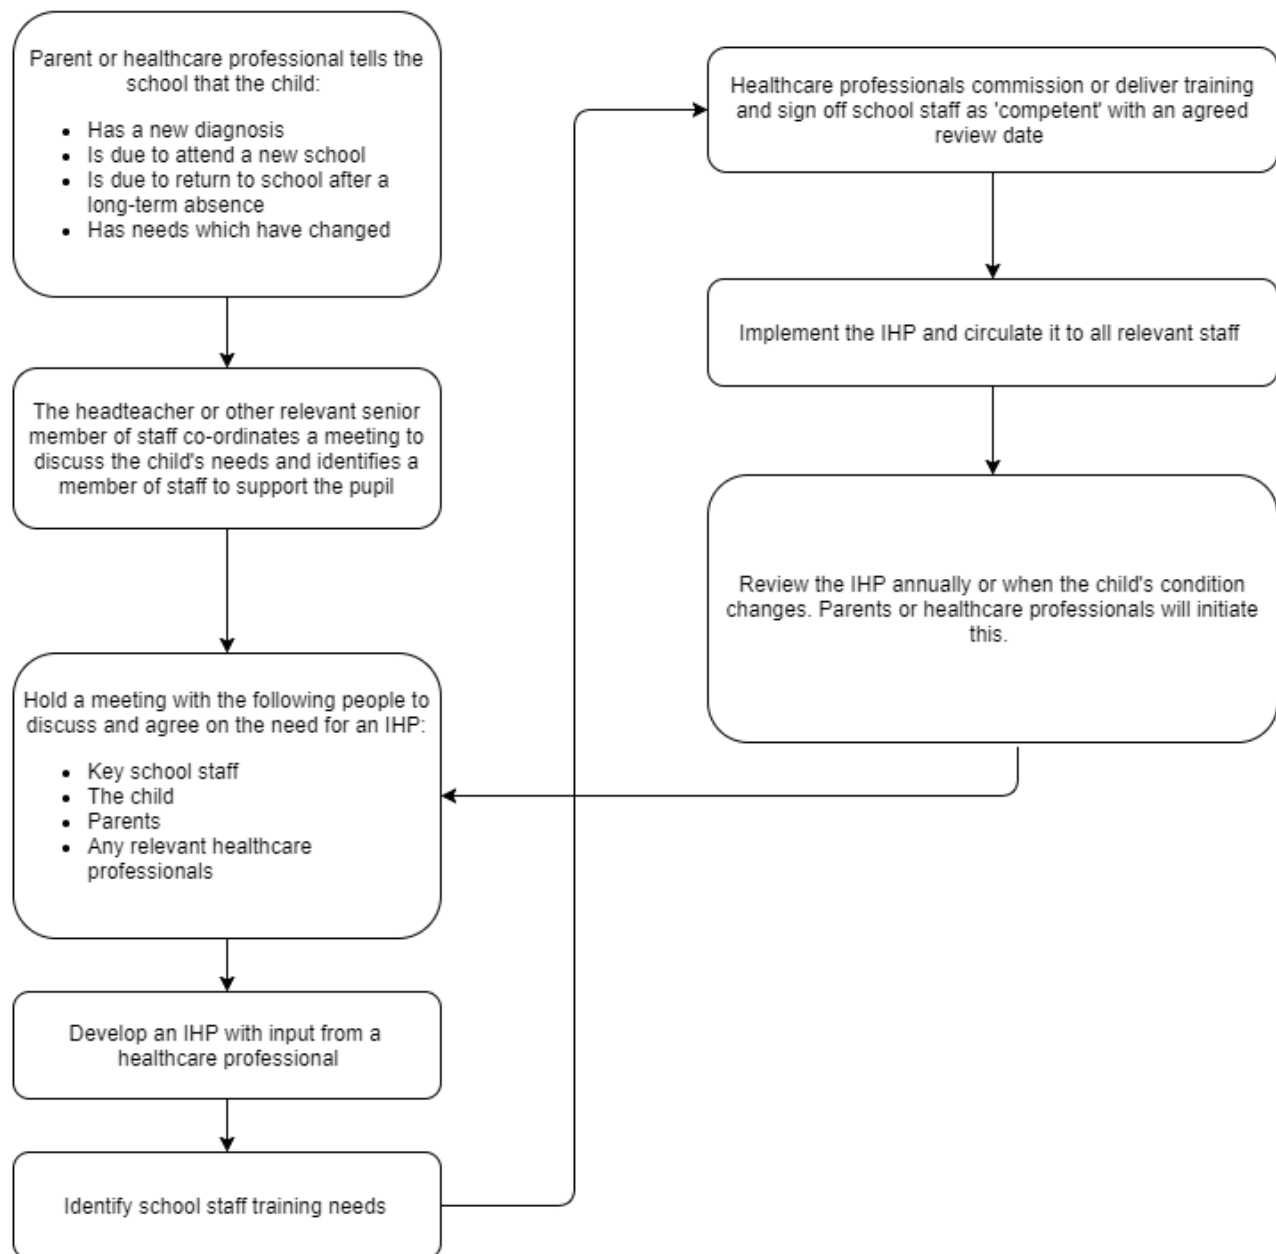 Parent or healthcare professional tells the
school that the child:
• Has a new diagnosis
• Is due to attend a new school
• Is due to return to school after a
long-term absence
• Has needs which have changed
The headteacher or other relevant senior
member of staff co-ordinates a meeting to
discuss the child's needs and identifies a
member of staff to support the pupil
Hold a meeting with the following people to
discuss and agree on the need for an IHP:
• Key school staff
• The child
• Parents
• Any relevant healthcare
professionals
Develop an IHP with input from a
healthcare professional
Identify school staff training needs
Healthcare professionals commission or deliver training
and sign off school staff as 'competent' with an agreed
review date
Implement the IHP and circulate it to all relevant staff
Review the IHP annually or when the child's condition
changes. Parents or healthcare professionals will initiate
this.